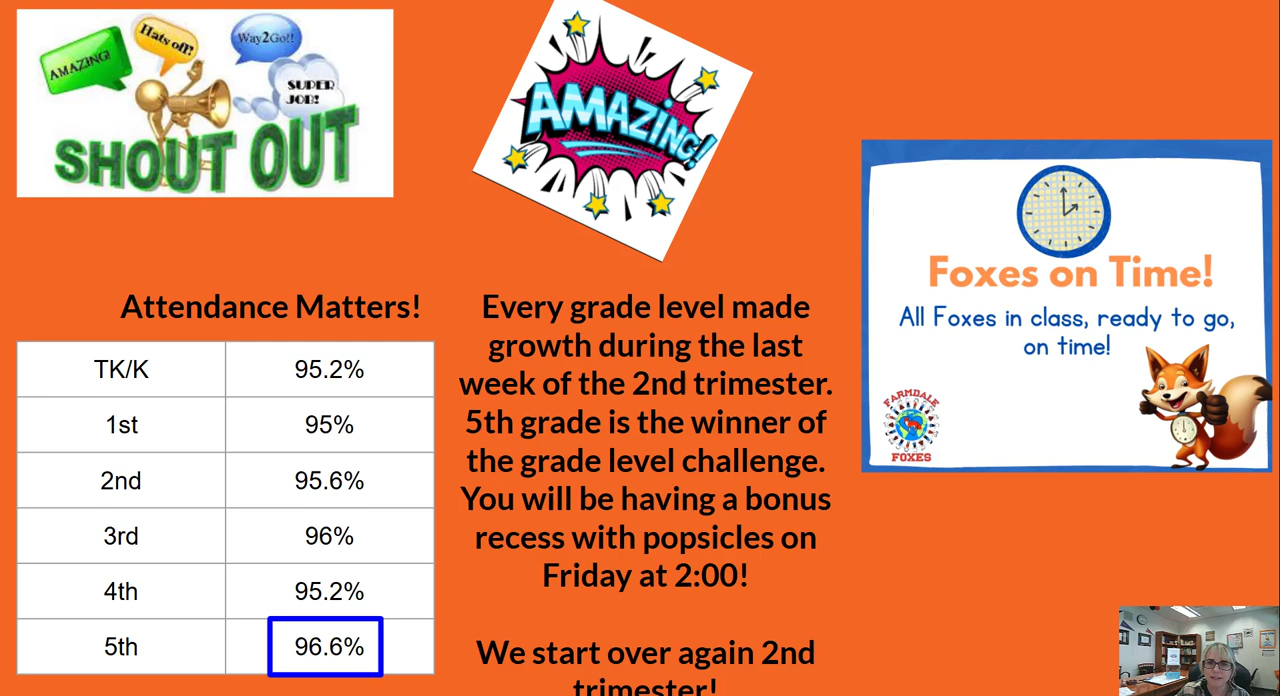 AMAZING!
Hats off!
Way2Go!!
SUPER
JOB!
SHOUT OUT
AMAZiNG!
Foxes on Time!
All Foxes in class, ready to go,
on time!
FARMDALE
FOXES
Attendance Matters!
TK/K 95.2%
1st 95%
2nd 95.6%
3rd 96%
4th 95.2%
5th 96.6%
Every grade level made
growth during the last
week of the 2nd trimester.
5th grade is the winner of
the grade level challenge.
You will be having a bonus
recess with popsicles on
Friday at 2:00!
We start over again 2nd
trimester!